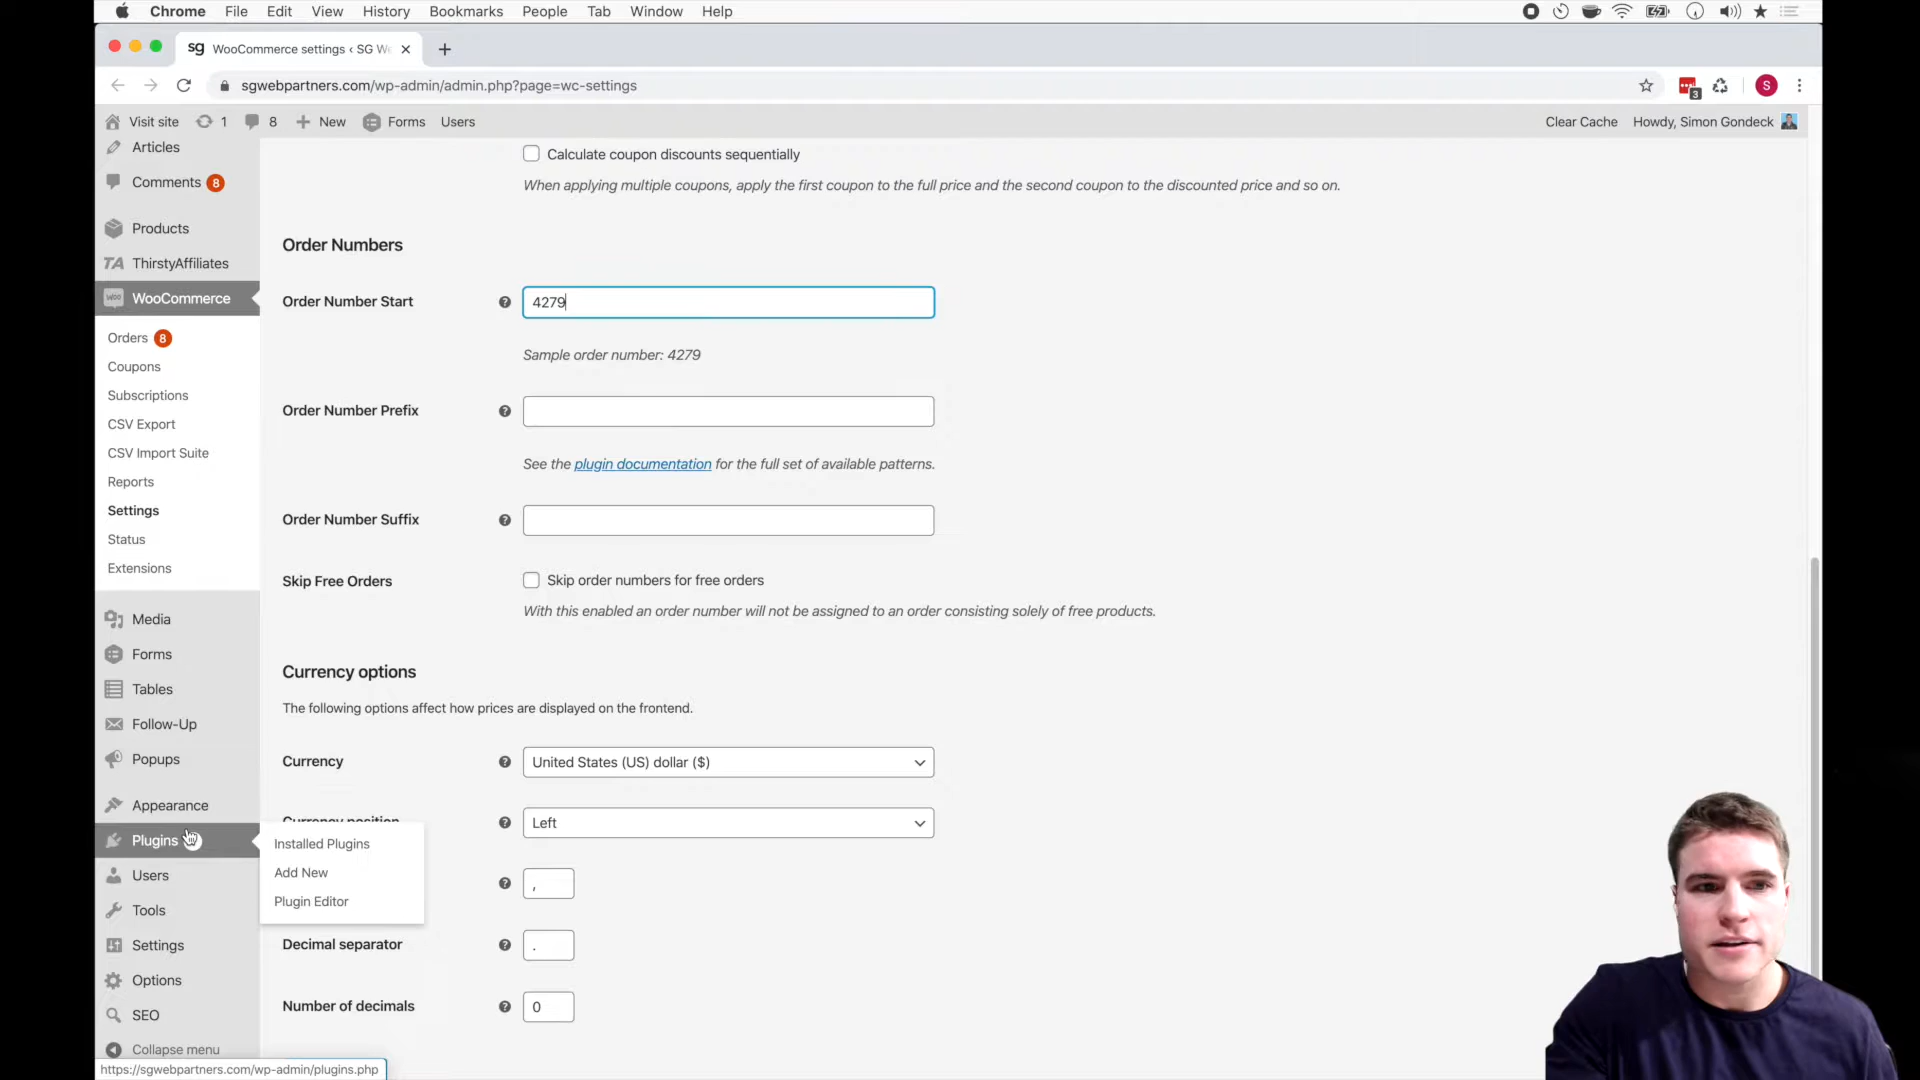 Chrome File Edit View History Bookmarks People Tab Window Help
sg WooCommerce settings ‹ SG We
sgwebpartners.com/wp-admin/admin.php?page=wc-settings
3
S
Visit site 1 8 New Forms Users Clear Cache Howdy, Simon Gondeck
Articles
Comments 8
Products
TA ThirstyAffiliates
Woo WooCommerce
Orders 8
Coupons
Subscriptions
CSV Export
CSV Import Suite
Reports
Settings
Status
Extensions
Media
Forms
Tables
Follow-Up
Popups
Appearance
Plugins
Installed Plugins
Add New
Plugin Editor
Users
Tools
Settings
Options
SEO
Collapse menu
https://sgwebpartners.com/wp-admin/plugins.php
Calculate coupon discounts sequentially
When applying multiple coupons, apply the first coupon to the full price and the second coupon to the discounted price and so on.
Order Numbers
Order Number Start 4279
Sample order number: 4279
Order Number Prefix
See the plugin documentation for the full set of available patterns.
Order Number Suffix
Skip Free Orders Skip order numbers for free orders
With this enabled an order number will not be assigned to an order consisting solely of free products.
Currency options
The following options affect how prices are displayed on the frontend.
Currency United States (US) dollar ($)
Currency position Left
,
Decimal separator .
Number of decimals 0